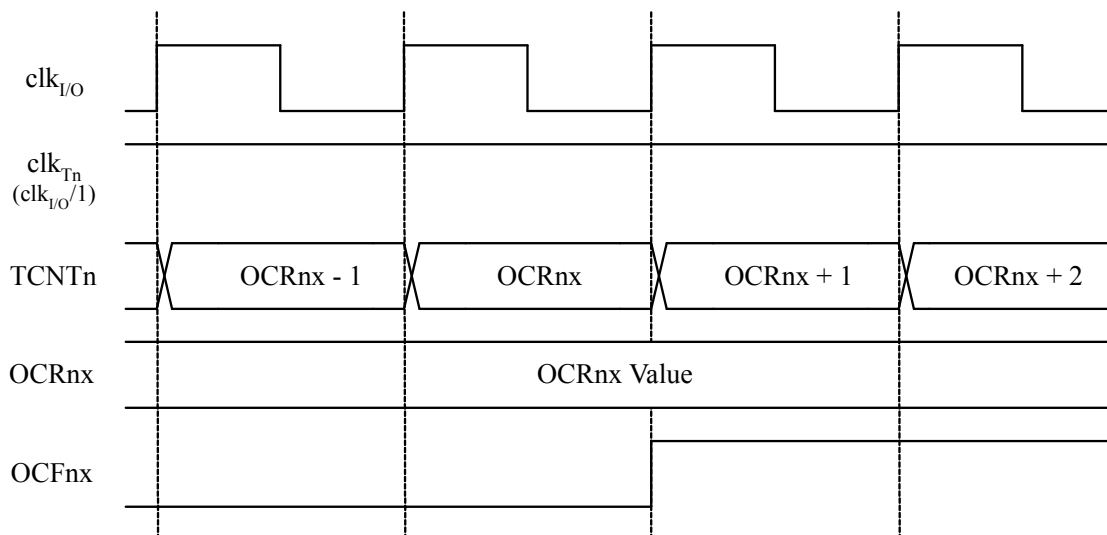 clkI/O
clkTn
(clkI/O/1)
TCNTn OCRnx - 1 OCRnx OCRnx + 1 OCRnx + 2
OCRnx OCRnx Value
OCFnx